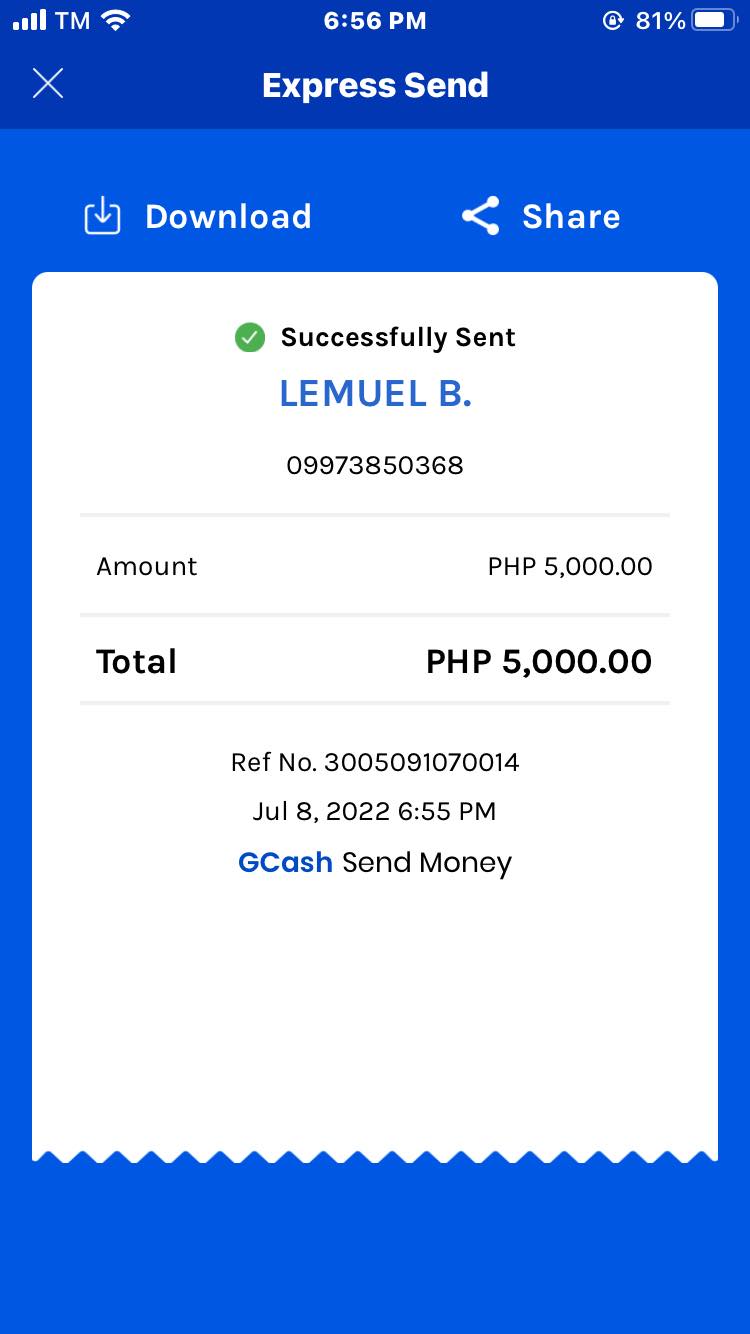 TM 6:56 PM 81%
Express Send
Download Share
Successfully Sent
LEMUEL B.
09973850368
Amount PHP 5,000.00
Total PHP 5,000.00
Ref No. 3005091070014
Jul 8, 2022 6:55 PM
GCash Send Money